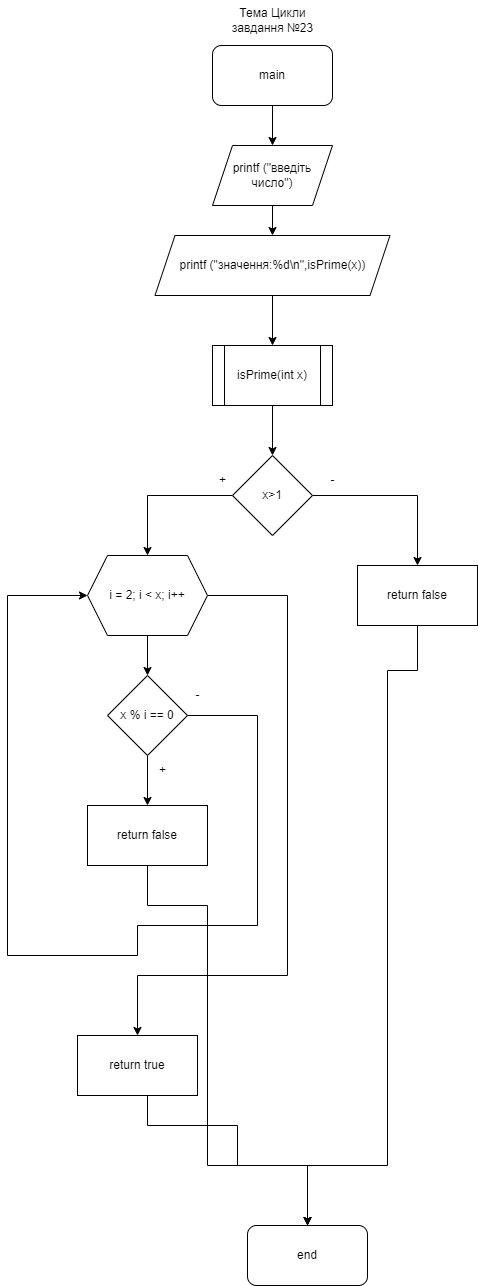 Тема Цикли
завдання №23
main
printf ("введіть
число")
printf ("значення:%d\n",isPrime(x))
isPrime(int x)
+
-
x>1
i = 2; i < x; i++
return false
-
x % i == 0
+
return false
return true
end